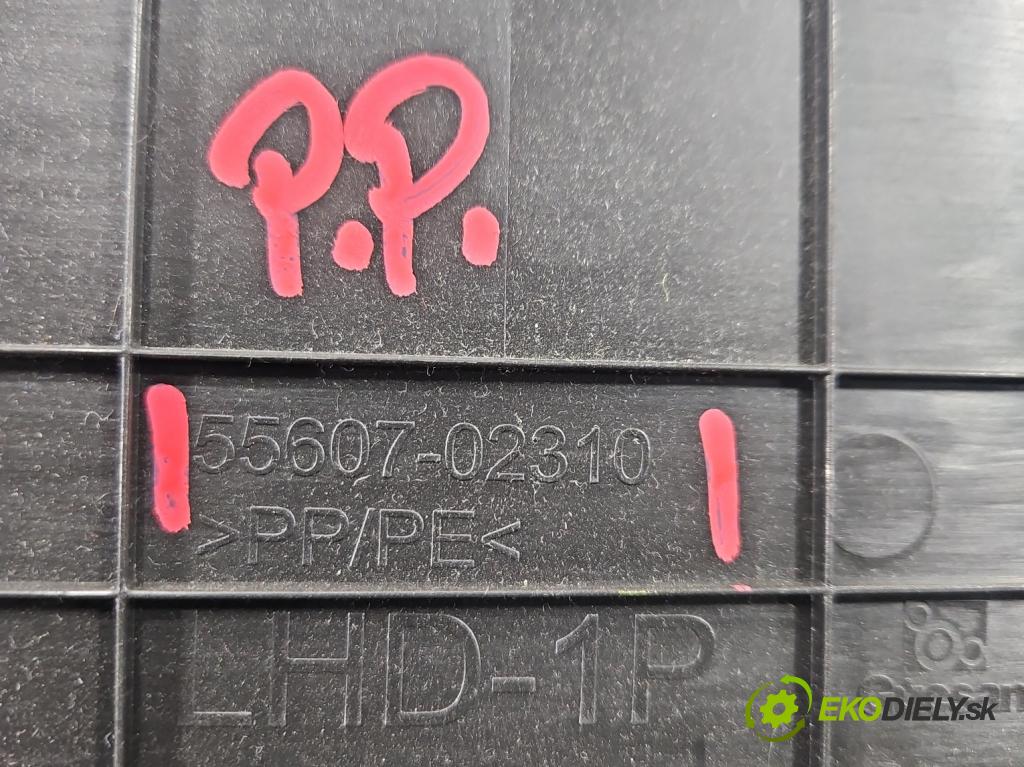 P.P.
55607-02310
>PP/PE<
LHD-1P
EKODIELY.sk